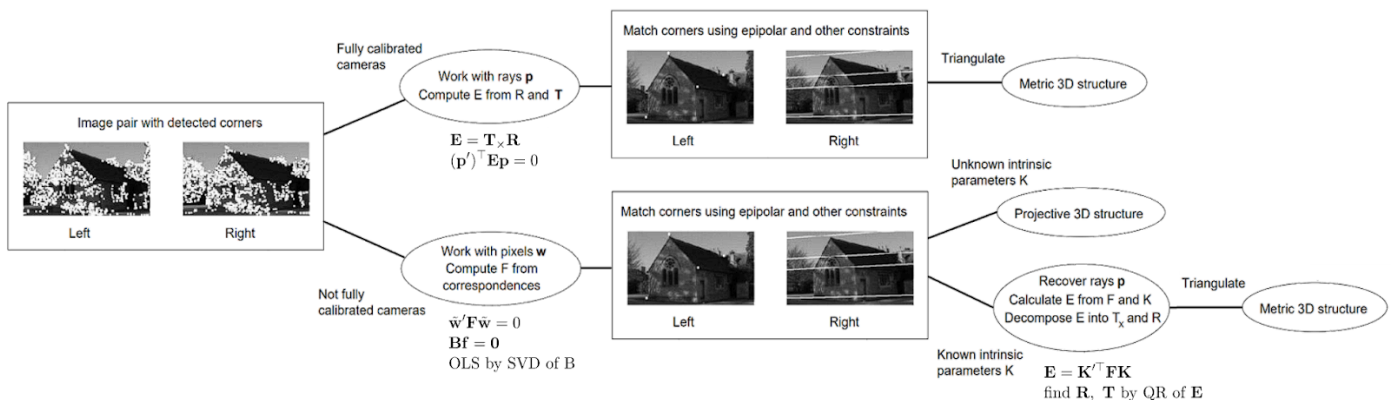 Image pair with detected corners
Left
Right
Fully calibrated
cameras
Work with rays p
Compute E from R and T
E = T×R
(p′)⊤Ep = 0
Match corners using epipolar and other constraints
Left
Right
Triangulate
Metric 3D structure
Not fully
calibrated cameras
Work with pixels w
Compute F from
correspondences
w̃′Fw̃ = 0
Bf = 0
OLS by SVD of B
Match corners using epipolar and other constraints
Left
Right
Unknown intrinsic
parameters K
Projective 3D structure
Known intrinsic
parameters K
Recover rays p
Calculate E from F and K
Decompose E into Tx and R
E = K′⊤FK
find R, T by QR of E
Triangulate
Metric 3D structure